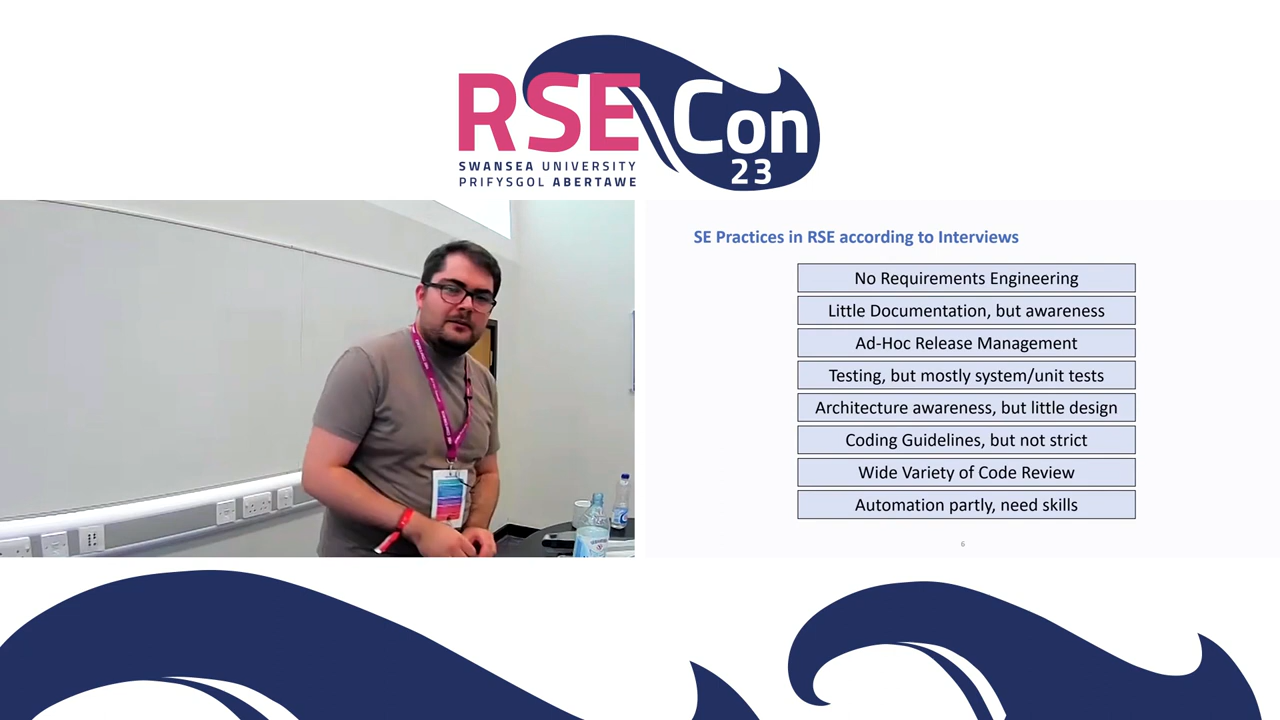 RSE Con
23
SWANSEA UNIVERSITY
PRIFYSGOL ABERTAWE
SE Practices in RSE according to Interviews
No Requirements Engineering
Little Documentation, but awareness
Ad-Hoc Release Management
Testing, but mostly system/unit tests
Architecture awareness, but little design
Coding Guidelines, but not strict
Wide Variety of Code Review
Automation partly, need skills
6